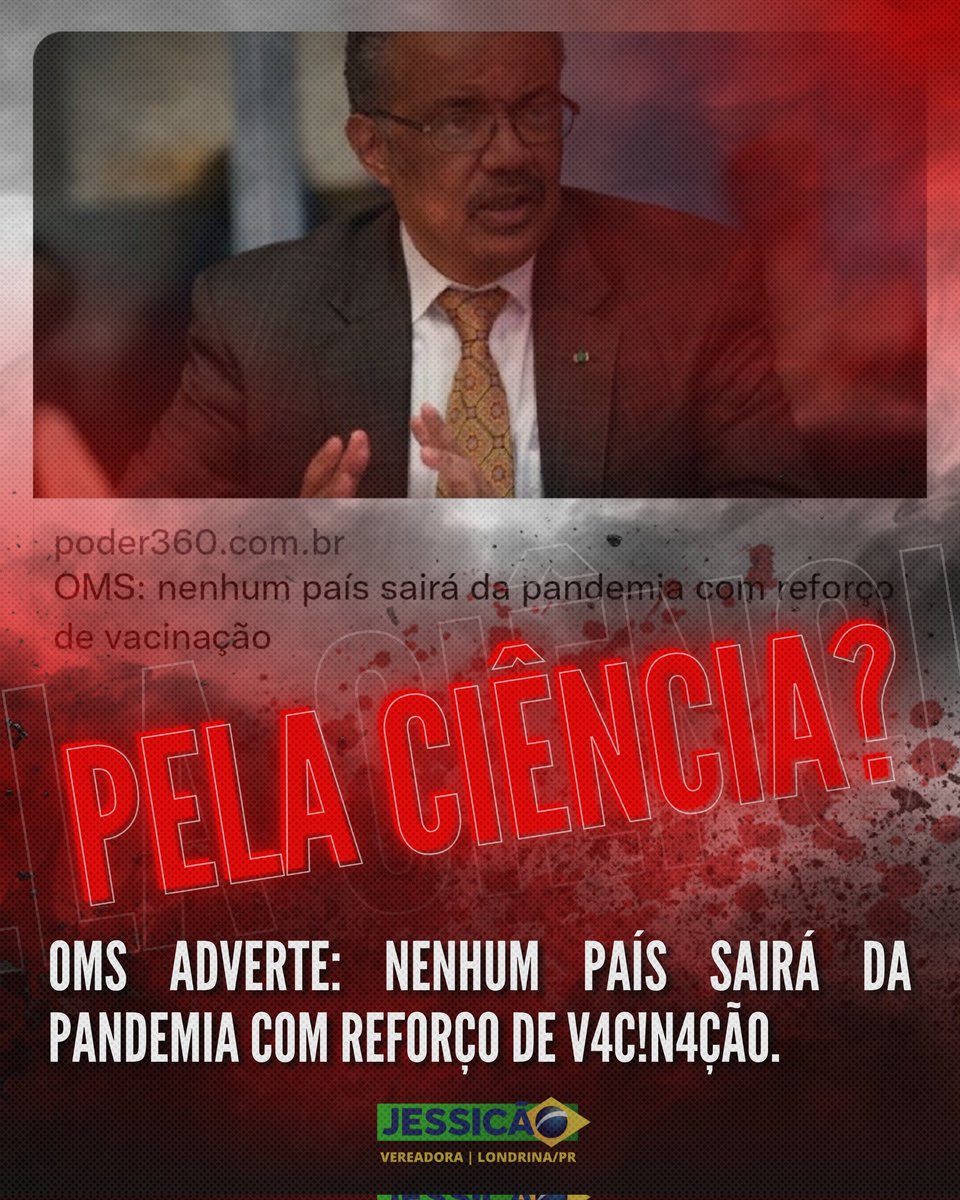 poder360.com.br
OMS: nenhum país sairá da pandemia com reforço
de vacinação
PELA CIÊNCIA?
OMS ADVERTE: NENHUM PAÍS SAIRÁ DA
PANDEMIA COM REFORÇO DE V4C!N4ÇÃO.
JESSICÃO
VEREADORA | LONDRINA/PR